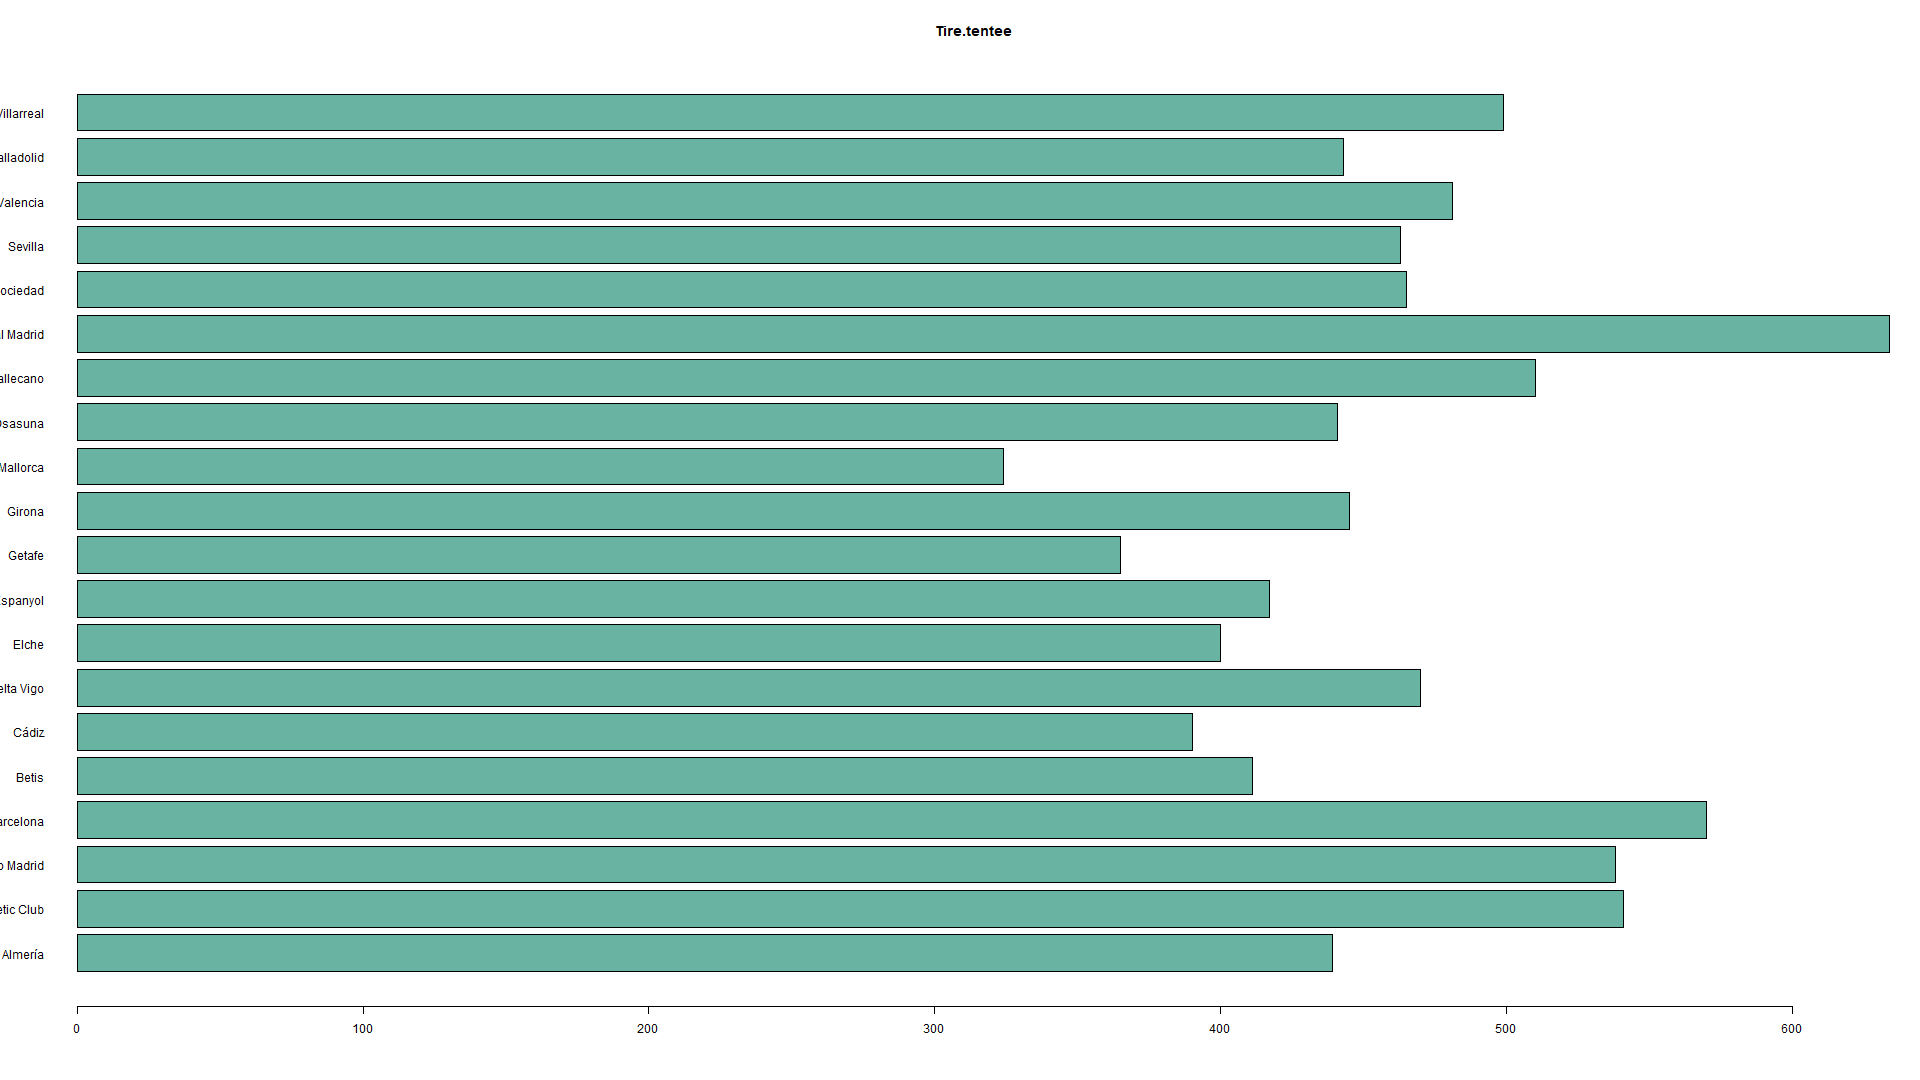 Tire.tentee
Villarreal
alladolid
Valencia
Sevilla
ociedad
l Madrid
allecano
Osasuna
Mallorca
Girona
Getafe
Espanyol
Elche
elta Vigo
Cádiz
Betis
arcelona
o Madrid
etic Club
Almería
0 100 200 300 400 500 600